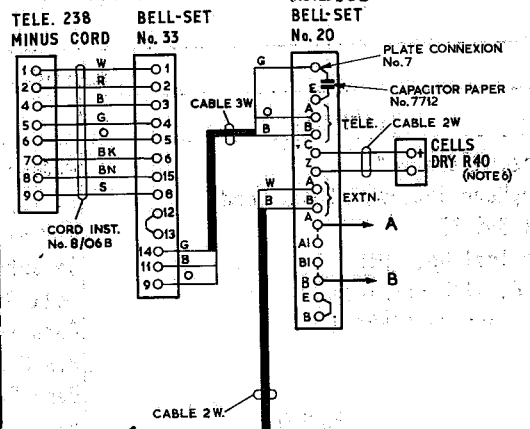 TELE. 238
MINUS CORD
BELL-SET
No. 33
BELL-SET
No. 20
PLATE CONNEXION
No.7
CAPACITOR PAPER
No.7712
CABLE 2W
CELLS
DRY R40
(NOTE 6)
CABLE 3W
TELE.
EXTN.
1 W 1
2 R 2
4 B 3
5 G 4
6 O 5
7 BK 6
8 BN 15
9 S 8
12
13
14 G
11 B
9 O
CORD INST.
No. 8/06B
G
E
O A
B B
C +
Z −
W A
B B
A A
A1
B1
B B
E
B
CABLE 2W.